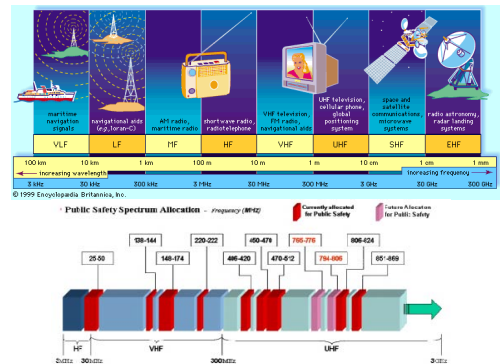 maritime navigation signals
navigational aids (e.g., loran-C)
AM radio, maritime radio
shortwave radio, radiotelephone
VHF television, FM radio, navigational aids
UHF television, cellular phone, global positioning system
space and satellite communications, microwave systems
radio astronomy, radar landing systems
VLF LF MF HF VHF UHF SHF EHF
100 km 10 km 1 km 100 m 10 m 1 m 10 cm 1 cm 1 mm
increasing wavelength increasing frequency
3 kHz 30 kHz 300 kHz 3 MHz 30 MHz 300 MHz 3 GHz 30 GHz 300 GHz
© 1999 Encyclopædia Britannica, Inc.
· Public Safety Spectrum Allocation - Frequency (MHz)
Currently allocated for Public Safety
Future Allocation for Public Safety
138-144 220-222 450-470 765-776 806-824
25-50 148-174 406-420 470-512 794-806 851-869
HF VHF UHF
30MHz 300MHz 3GHz